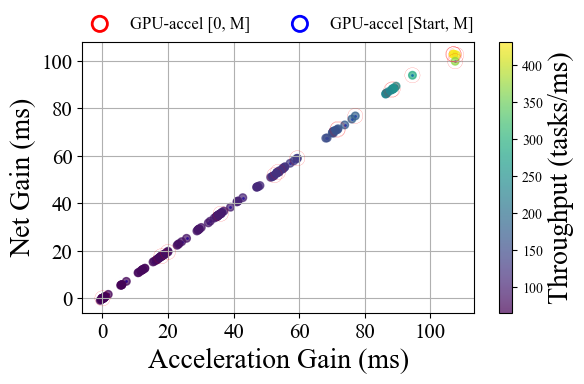 GPU-accel [0, M] GPU-accel [Start, M]
Net Gain (ms)
100
80
60
40
20
0
0 20 40 60 80 100
Acceleration Gain (ms)
400
350
300
250
200
150
100
Throughput (tasks/ms)